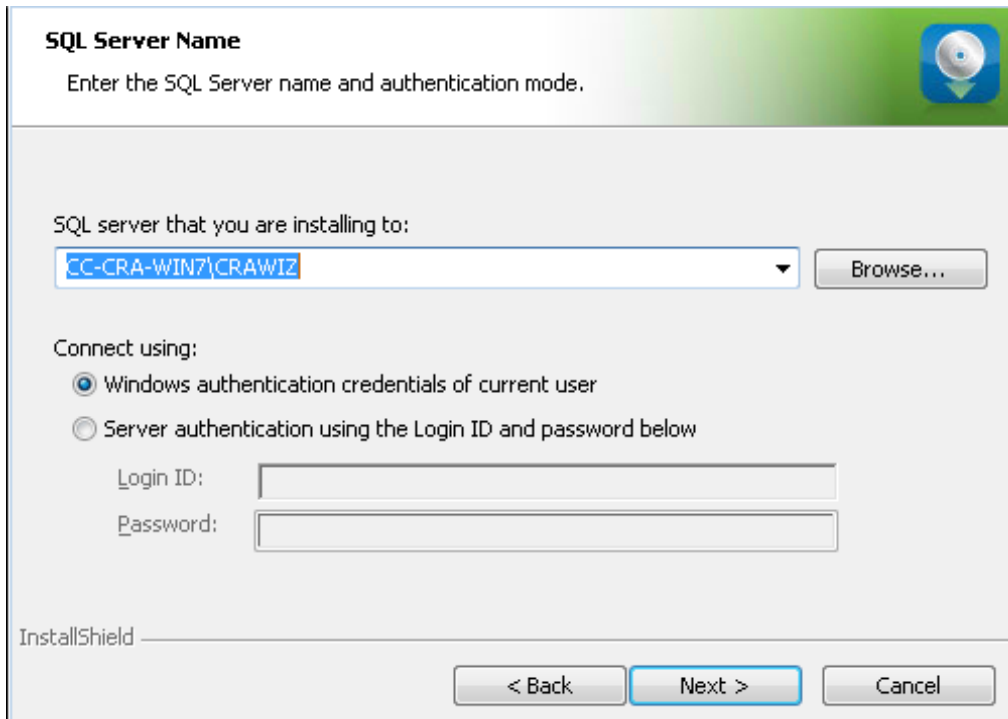 SQL Server Name
Enter the SQL Server name and authentication mode.
SQL server that you are installing to:
CC-CRA-WIN7\CRAWIZ
Browse...
Connect using:
Windows authentication credentials of current user
Server authentication using the Login ID and password below
Login ID:
Password:
InstallShield
< Back
Next >
Cancel